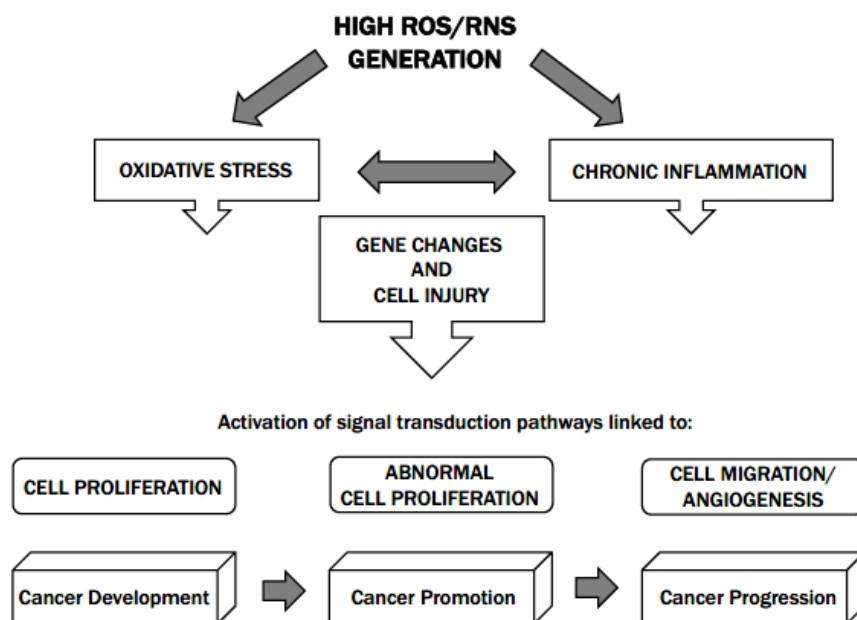 HIGH ROS/RNS
GENERATION
OXIDATIVE STRESS
CHRONIC INFLAMMATION
GENE CHANGES
AND
CELL INJURY
Activation of signal transduction pathways linked to:
CELL PROLIFERATION
ABNORMAL
CELL PROLIFERATION
CELL MIGRATION/
ANGIOGENESIS
Cancer Development
Cancer Promotion
Cancer Progression